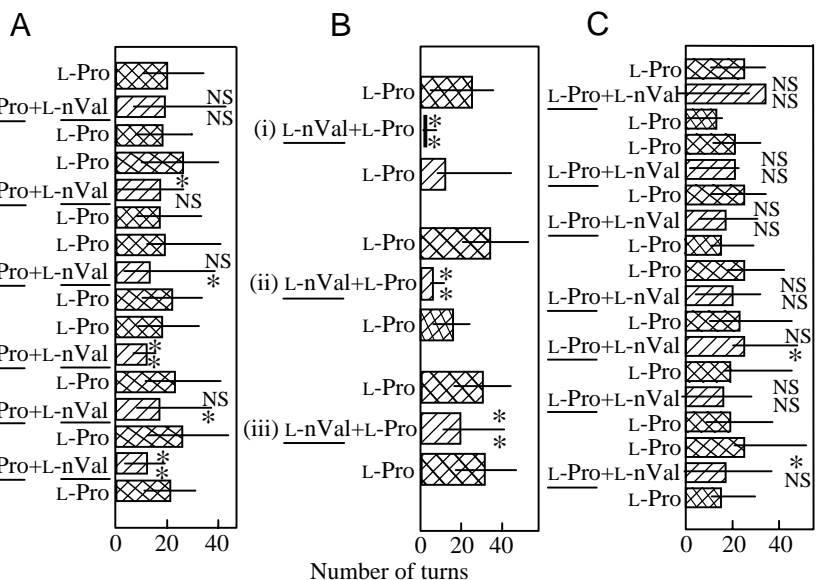 A
L-Pro
Pro+L-nVal
NS
NS
L-Pro
L-Pro
Pro+L-nVal
*
NS
L-Pro
L-Pro
Pro+L-nVal
NS
*
L-Pro
L-Pro
Pro+L-nVal
*
*
L-Pro
Pro+L-nVal
NS
*
L-Pro
Pro+L-nVal
*
*
L-Pro
0 20 40
B
L-Pro
(i) L-nVal+L-Pro
*
*
L-Pro
L-Pro
(ii) L-nVal+L-Pro
*
*
L-Pro
L-Pro
(iii) L-nVal+L-Pro
*
*
L-Pro
0 20 40
Number of turns
C
L-Pro
L-Pro+L-nVal
NS
NS
L-Pro
L-Pro
L-Pro+L-nVal
NS
NS
L-Pro
L-Pro+L-nVal
NS
NS
L-Pro
L-Pro
L-Pro+L-nVal
NS
NS
L-Pro
L-Pro+L-nVal
NS
*
L-Pro
L-Pro+L-nVal
NS
NS
L-Pro
L-Pro
L-Pro+L-nVal
*
NS
L-Pro
0 20 40